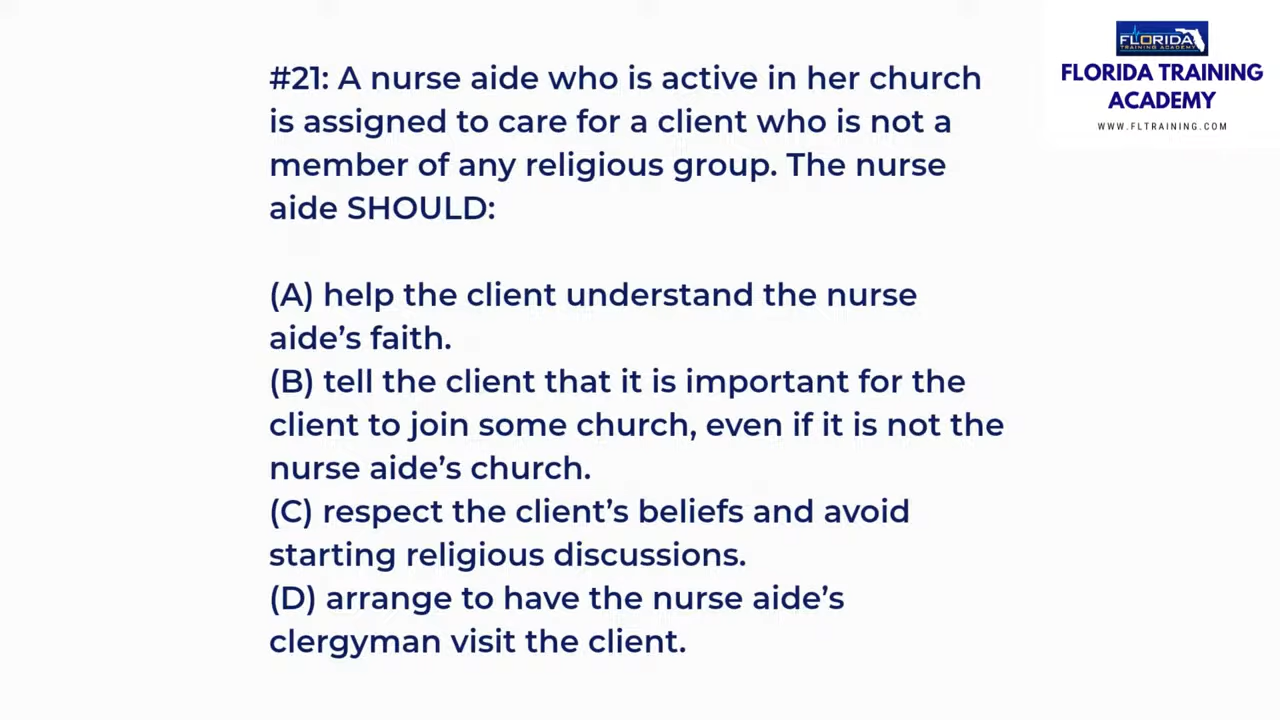 FLORIDA
TRAINING ACADEMY
FLORIDA TRAINING
ACADEMY
WWW.FLTRAINING.COM
#21: A nurse aide who is active in her church
is assigned to care for a client who is not a
member of any religious group. The nurse
aide SHOULD:
(A) help the client understand the nurse
aide’s faith.
(B) tell the client that it is important for the
client to join some church, even if it is not the
nurse aide’s church.
(C) respect the client’s beliefs and avoid
starting religious discussions.
(D) arrange to have the nurse aide’s
clergyman visit the client.